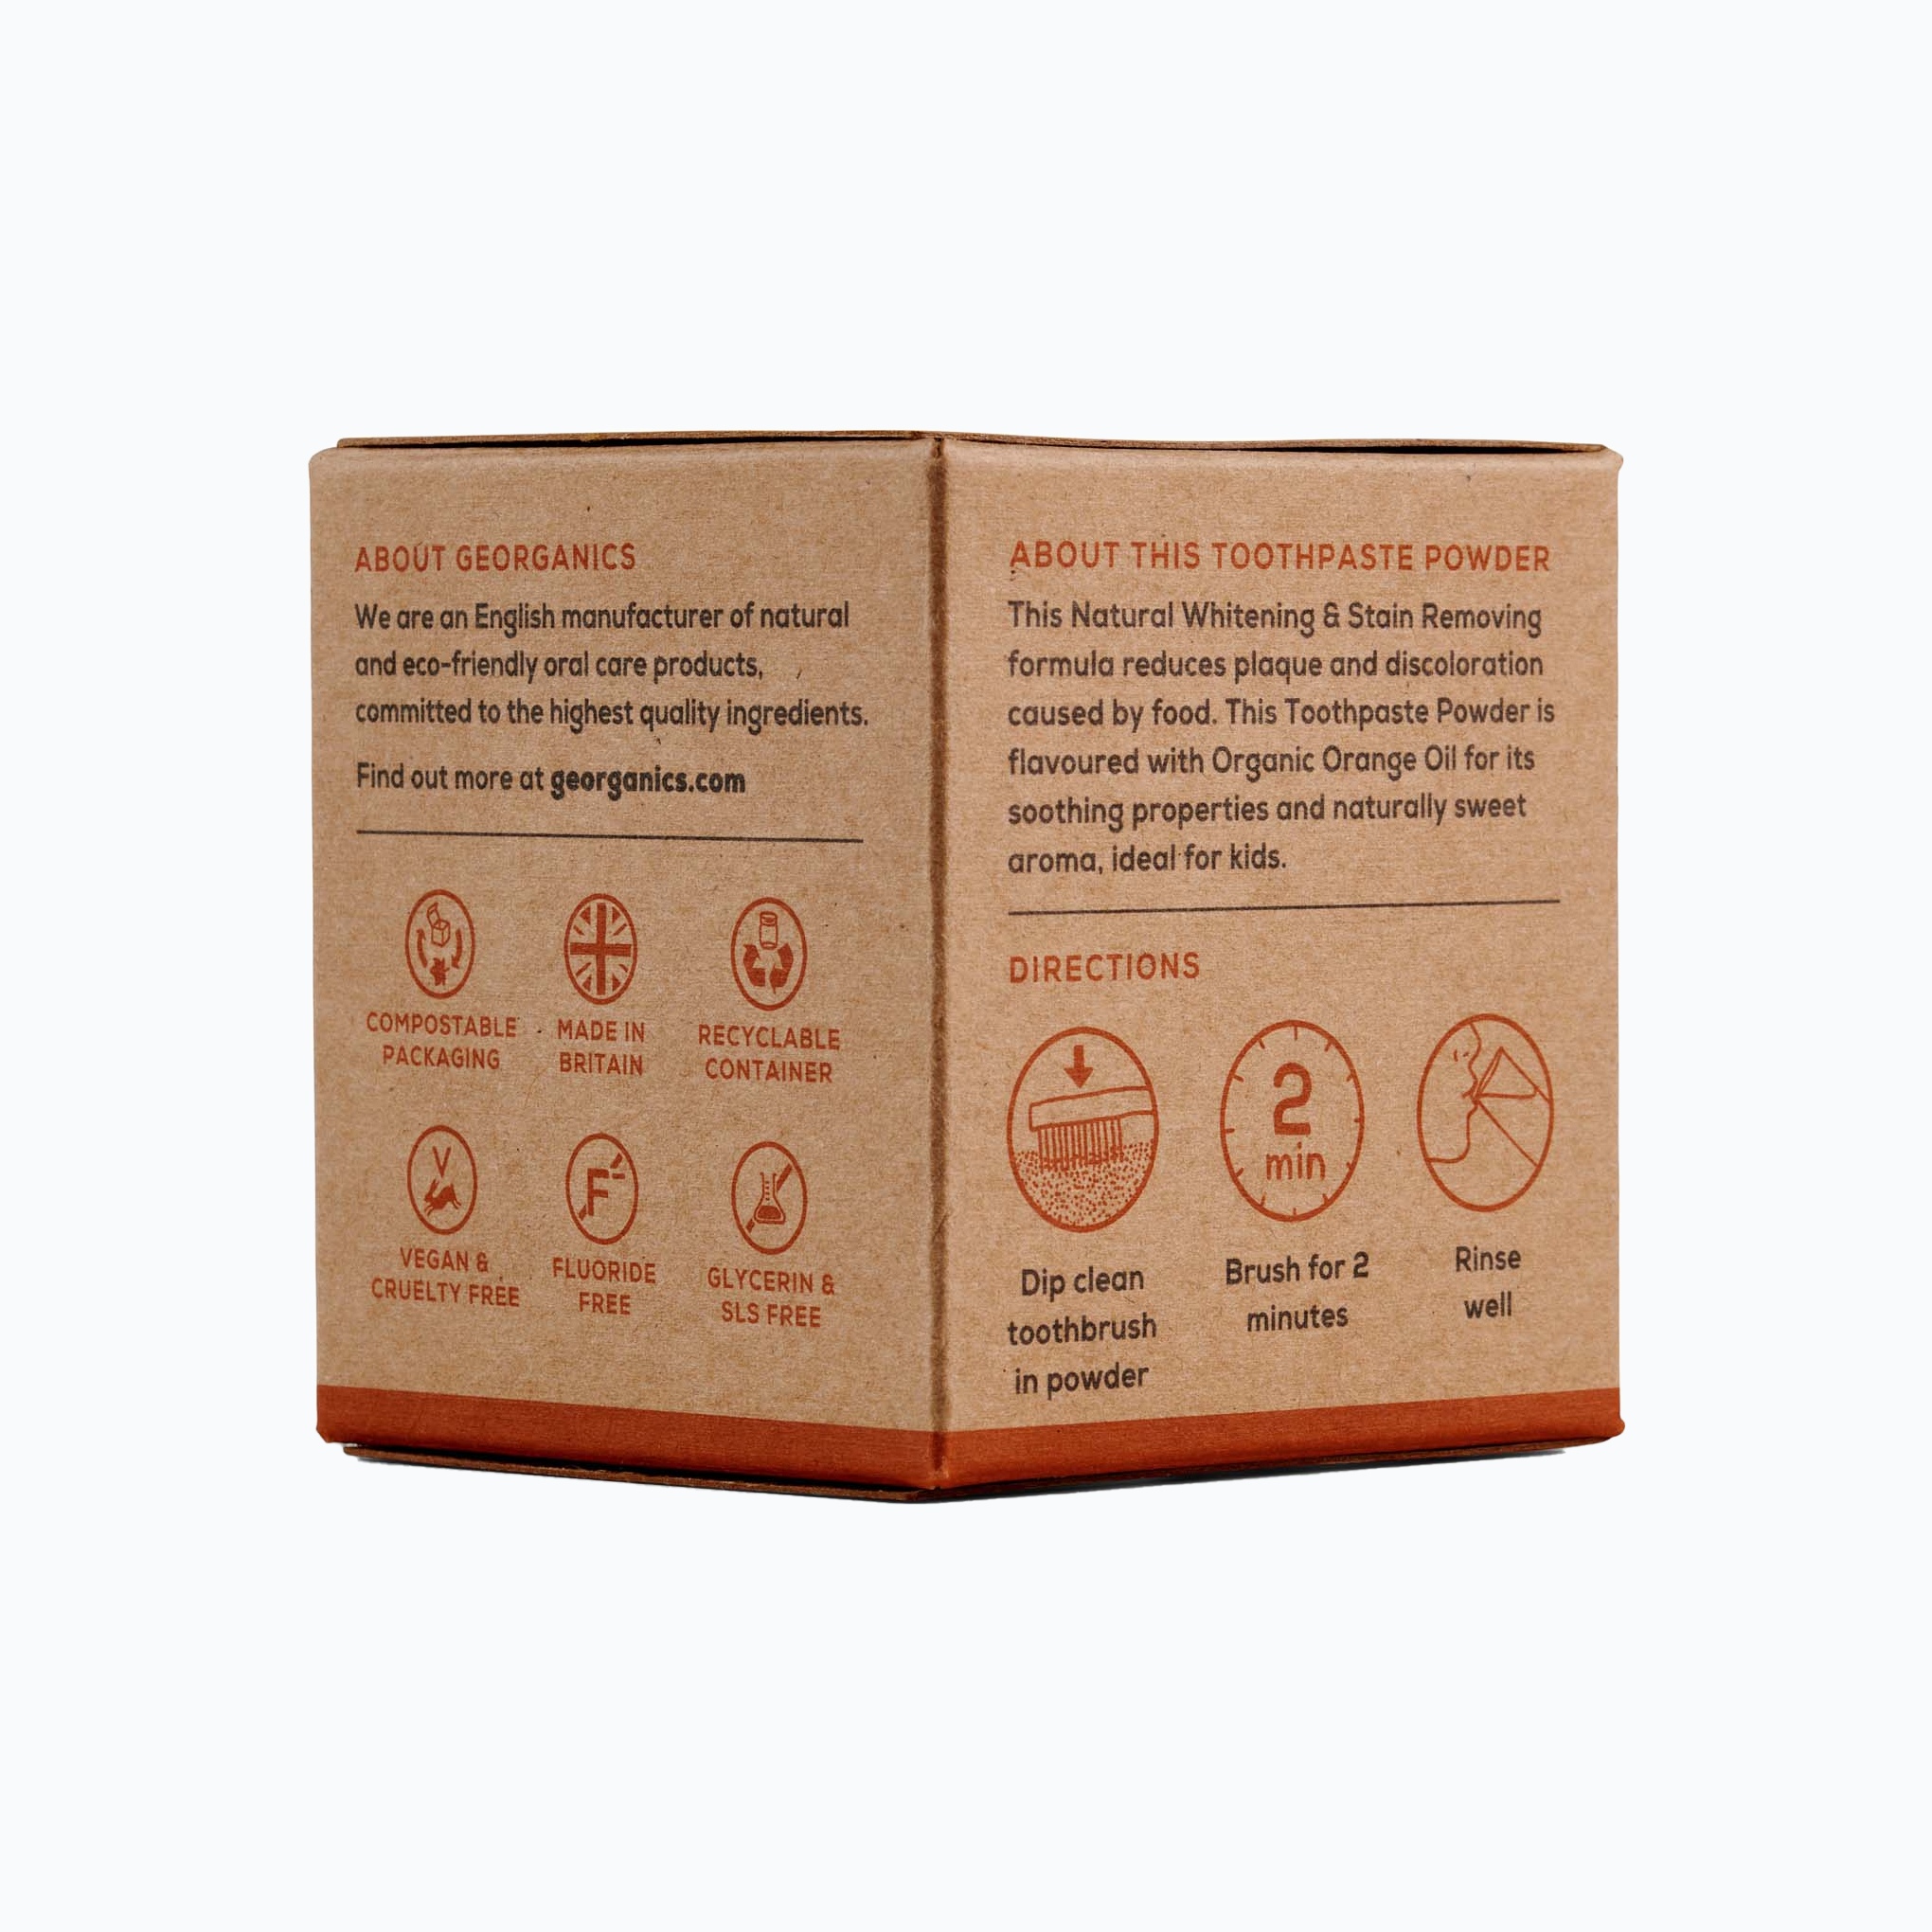 ABOUT GEORGANICS
We are an English manufacturer of natural
and eco-friendly oral care products,
committed to the highest quality ingredients.
Find out more at georganics.com
COMPOSTABLE
PACKAGING
MADE IN
BRITAIN
RECYCLABLE
CONTAINER
V
VEGAN &
CRUELTY FREE
F-
FLUORIDE
FREE
GLYCERIN &
SLS FREE
ABOUT THIS TOOTHPASTE POWDER
This Natural Whitening & Stain Removing
formula reduces plaque and discoloration
caused by food. This Toothpaste Powder is
flavoured with Organic Orange Oil for its
soothing properties and naturally sweet
aroma, ideal for kids.
DIRECTIONS
Dip clean
toothbrush
in powder
2
min
Brush for 2
minutes
Rinse
well